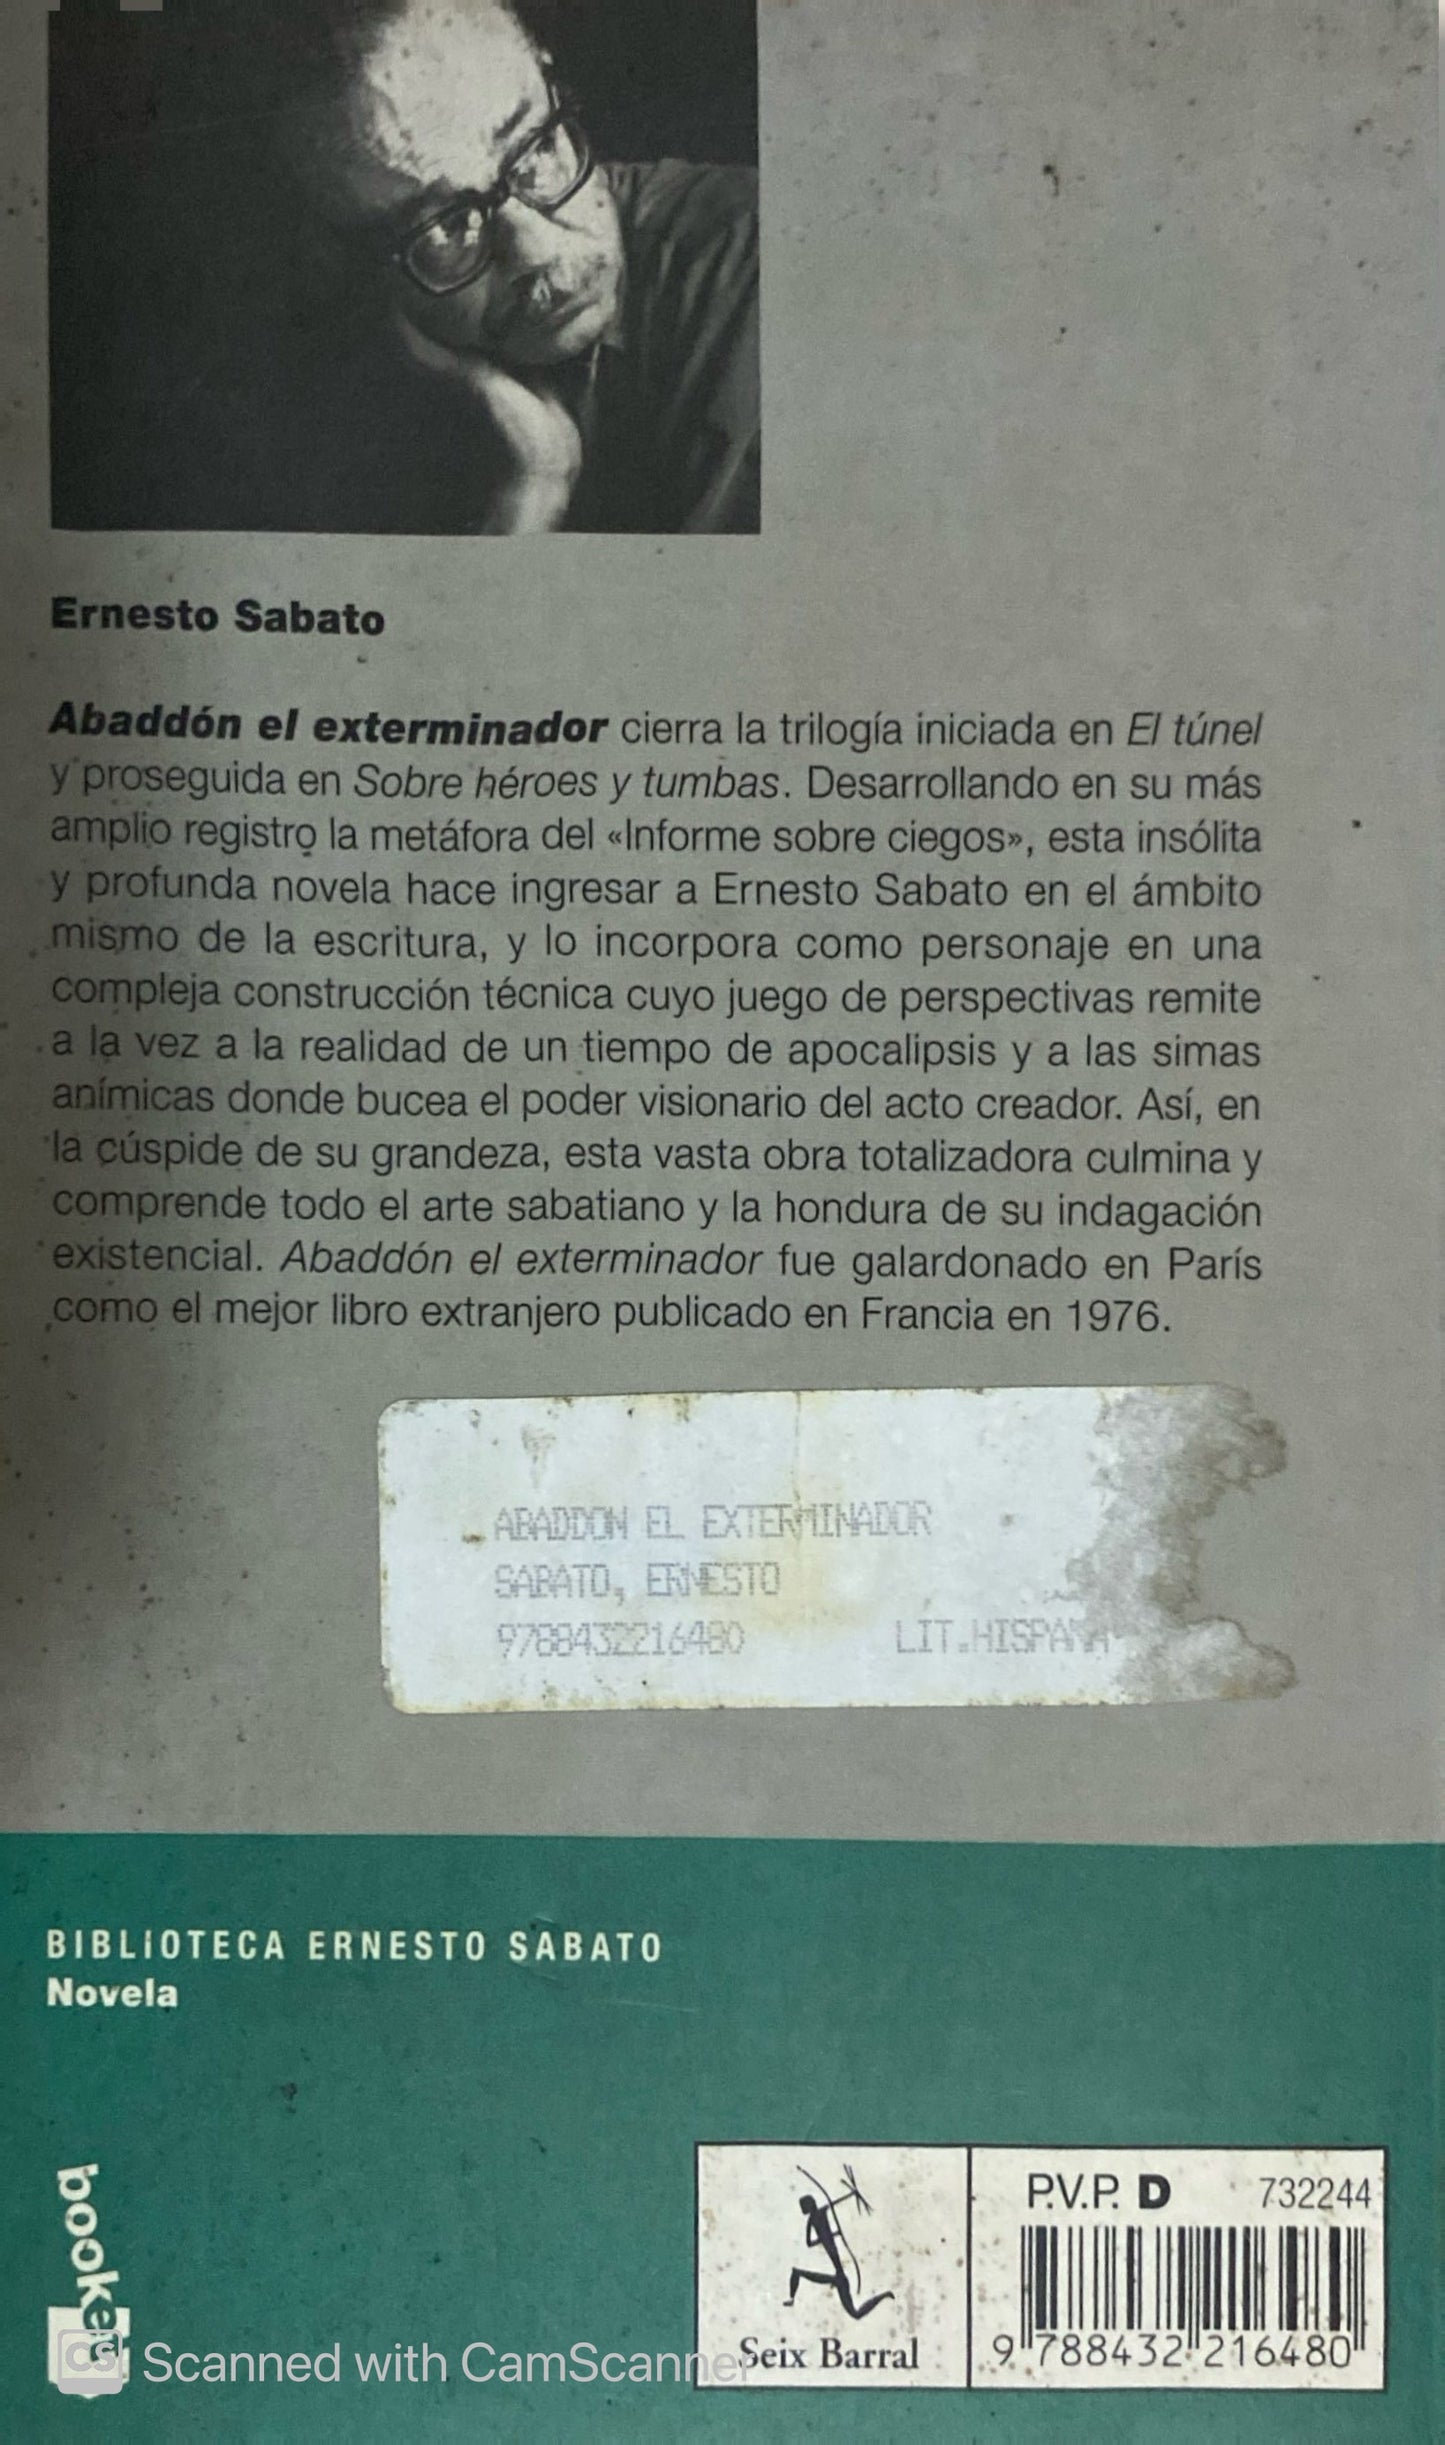 Ernesto Sabato
Abaddón el exterminador cierra la trilogía iniciada en El túnel
y proseguida en Sobre héroes y tumbas. Desarrollando en su más
amplio registro la metáfora del «Informe sobre ciegos», esta insólita
y profunda novela hace ingresar a Ernesto Sabato en el ámbito
mismo de la escritura, y lo incorpora como personaje en una
compleja construcción técnica cuyo juego de perspectivas remite
a la vez a la realidad de un tiempo de apocalipsis y a las simas
anímicas donde bucea el poder visionario del acto creador. Así, en
la cúspide de su grandeza, esta vasta obra totalizadora culmina y
comprende todo el arte sabatiano y la hondura de su indagación
existencial. Abaddón el exterminador fue galardonado en París
como el mejor libro extranjero publicado en Francia en 1976.
ABADDON EL EXTERMINADOR
SABATO, ERNESTO
9788432216480 LIT.HISPANA
BIBLIOTECA ERNESTO SABATO
Novela
booket
P.V.P. D 732244
Seix Barral
9 788432 216480
CS Scanned with CamScanner